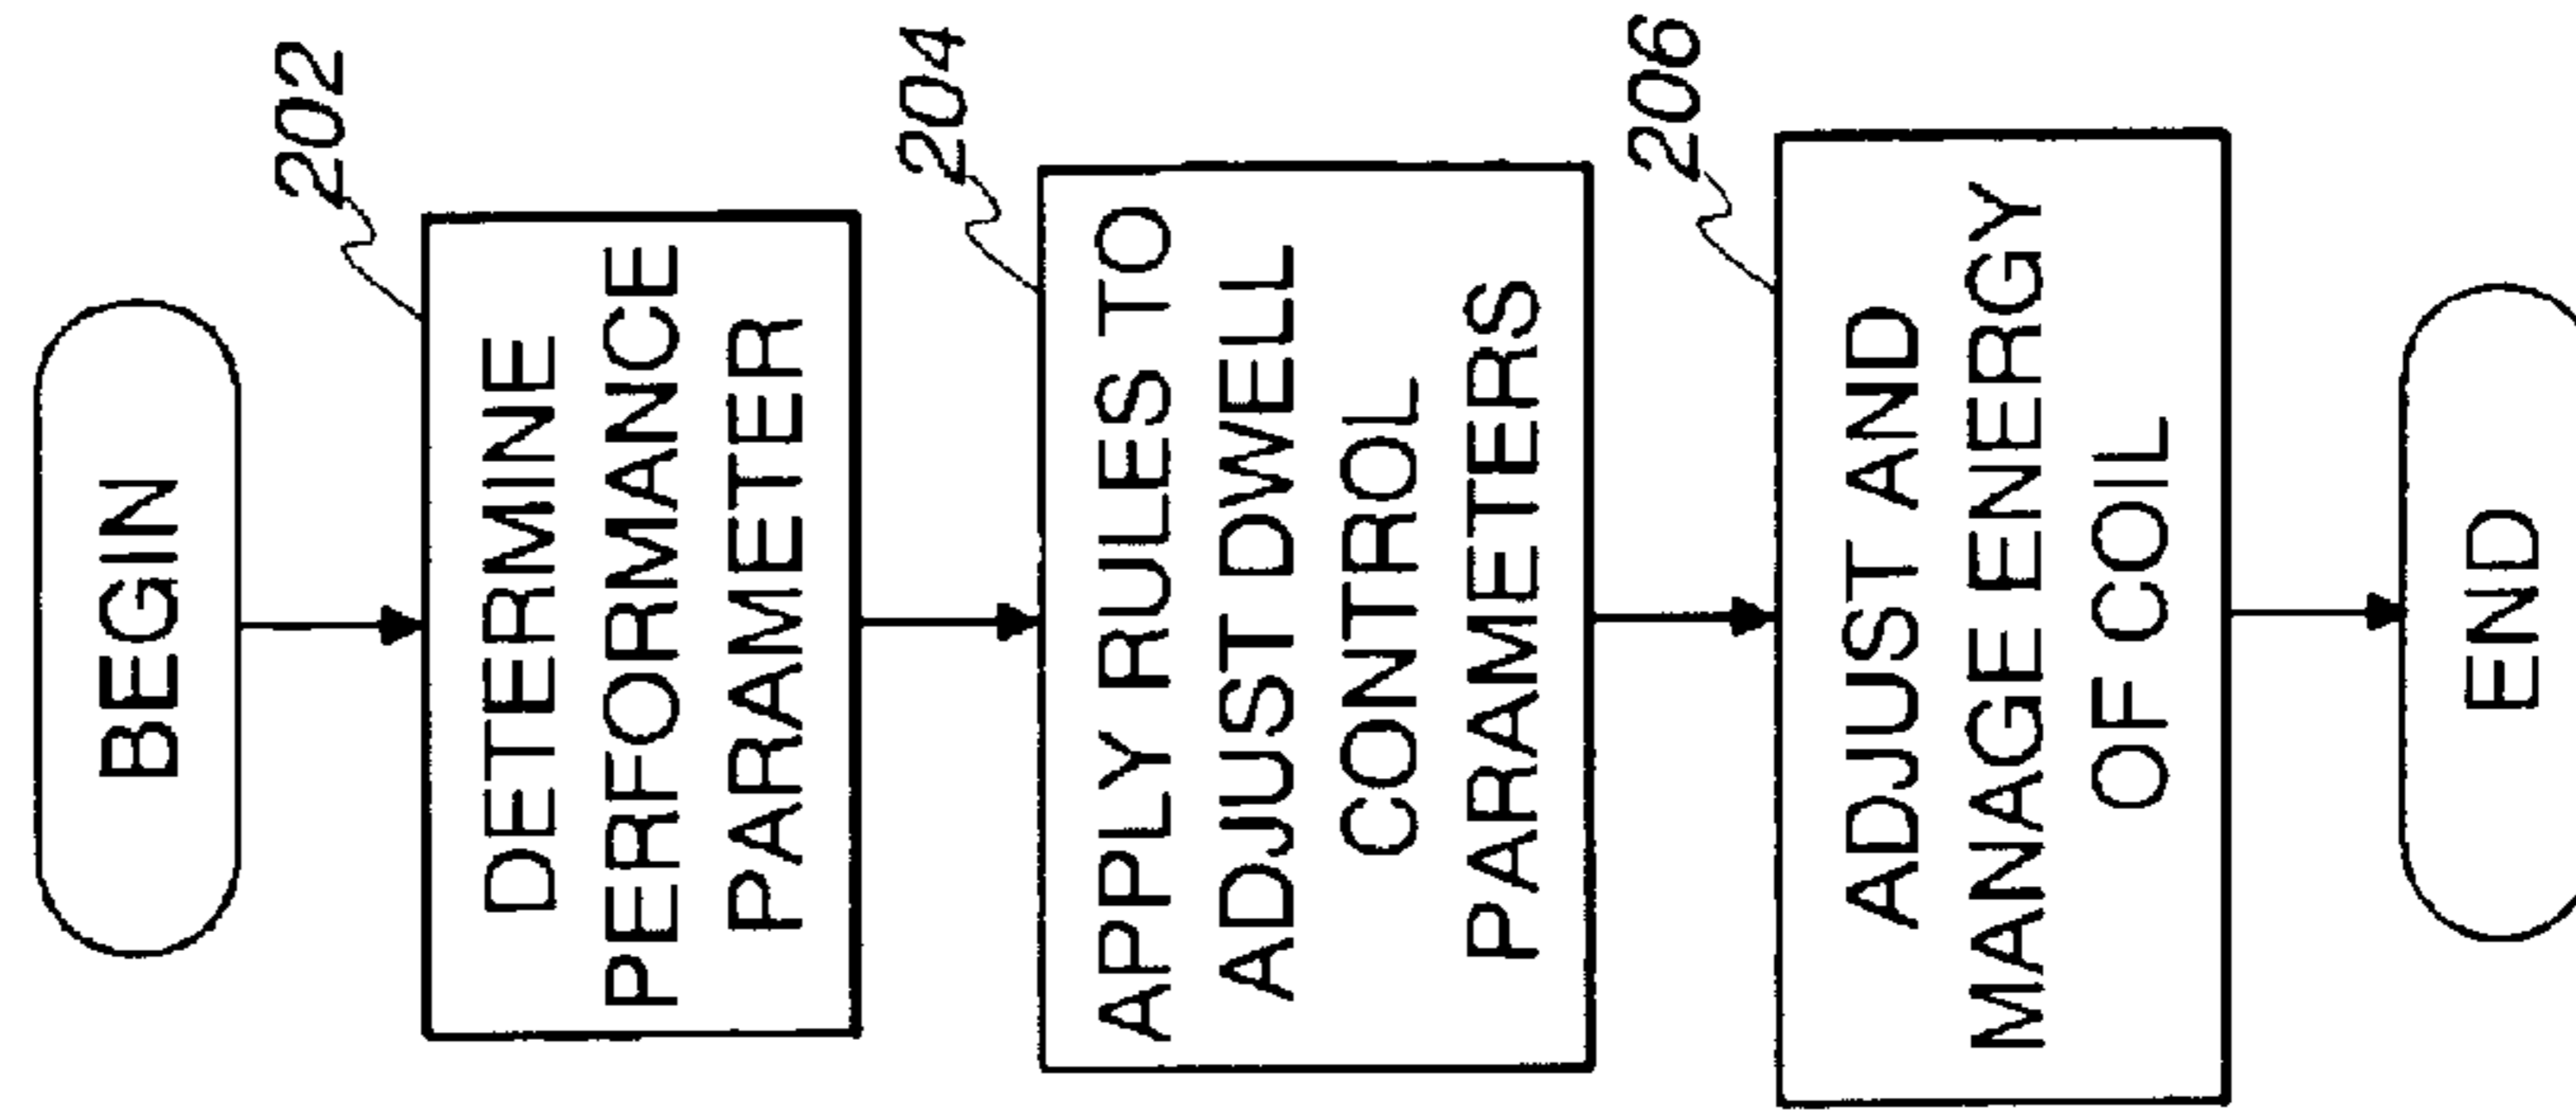 BEGIN
202
DETERMINE
PERFORMANCE
PARAMETER
204
APPLY RULES TO
ADJUST DWELL
CONTROL
PARAMETERS
206
ADJUST AND
MANAGE ENERGY
OF COIL
END